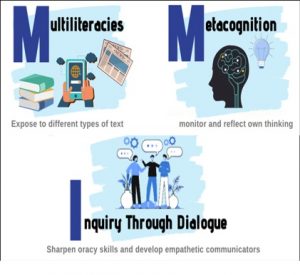 Multiliteracies
Metacognition
Expose to different types of text
monitor and reflect own thinking
Inquiry Through Dialogue
Sharpen oracy skills and develop empathetic communicators